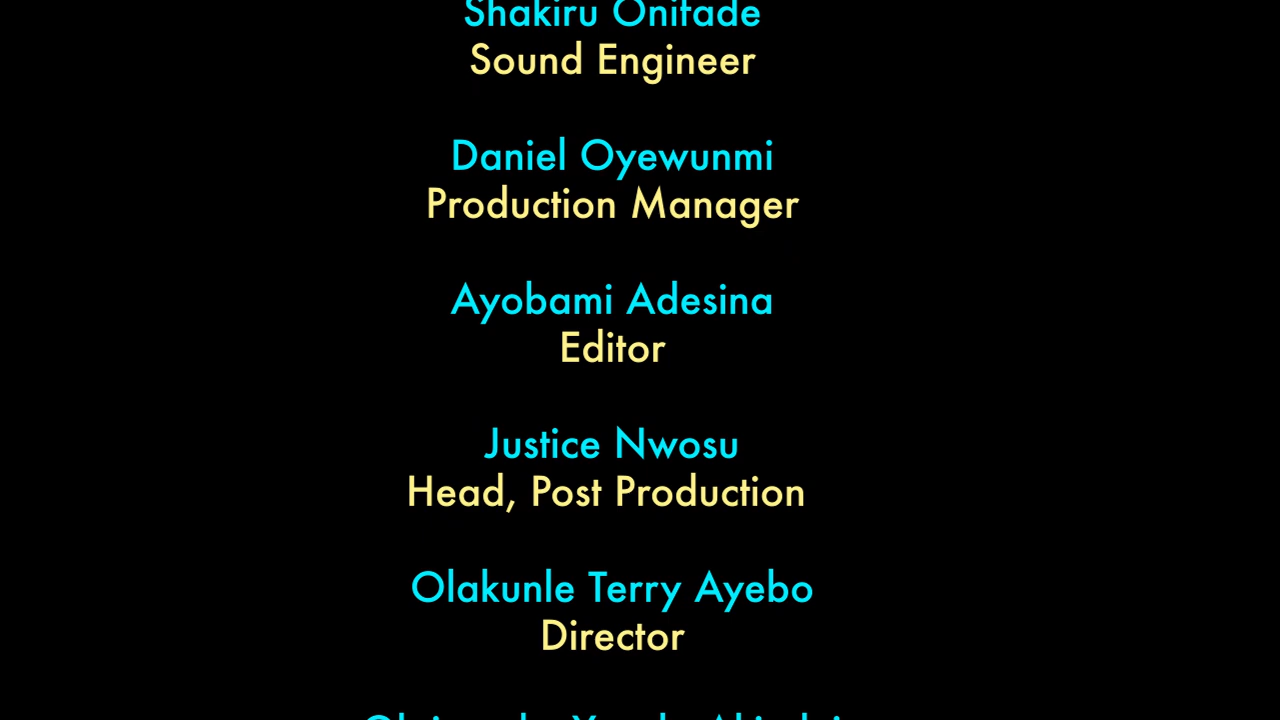 Shakiru Onifade
Sound Engineer
Daniel Oyewunmi
Production Manager
Ayobami Adesina
Editor
Justice Nwosu
Head, Post Production
Olakunle Terry Ayebo
Director